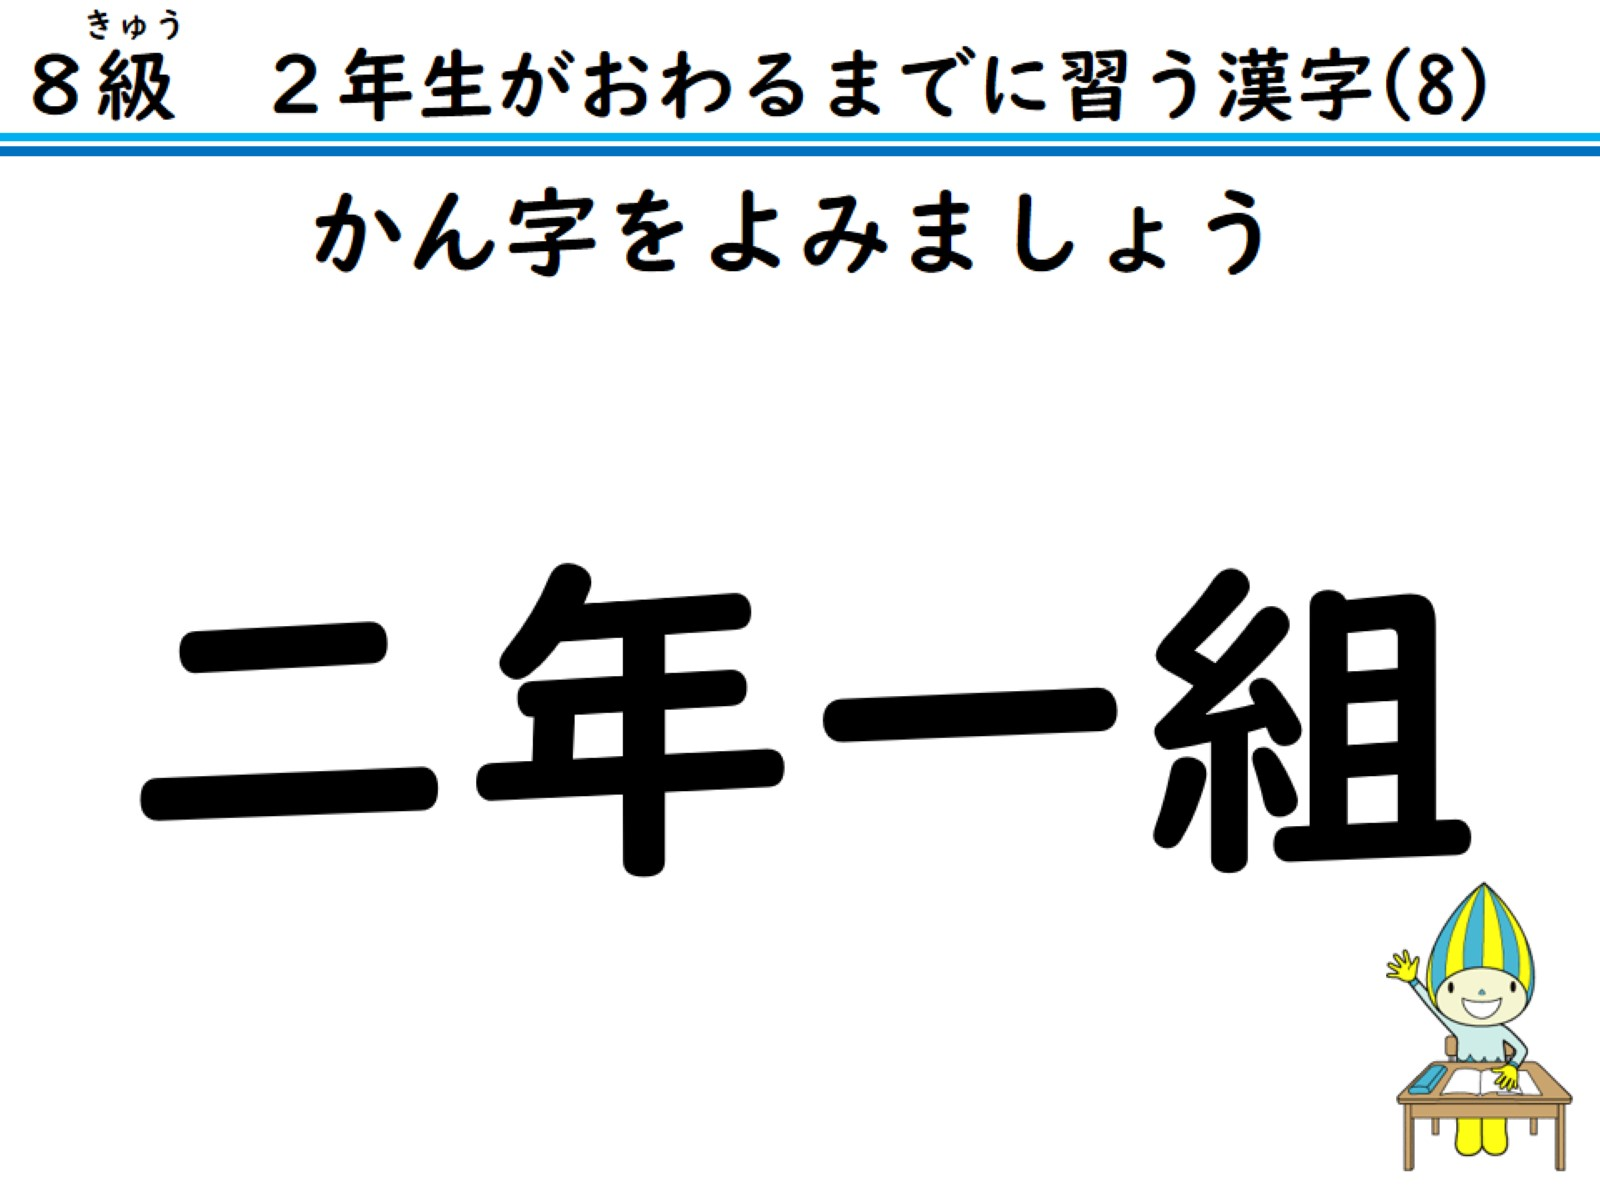 きゅう
８級　２年生がおわるまでに習う漢字(8)
かん字をよみましょう
二年一組